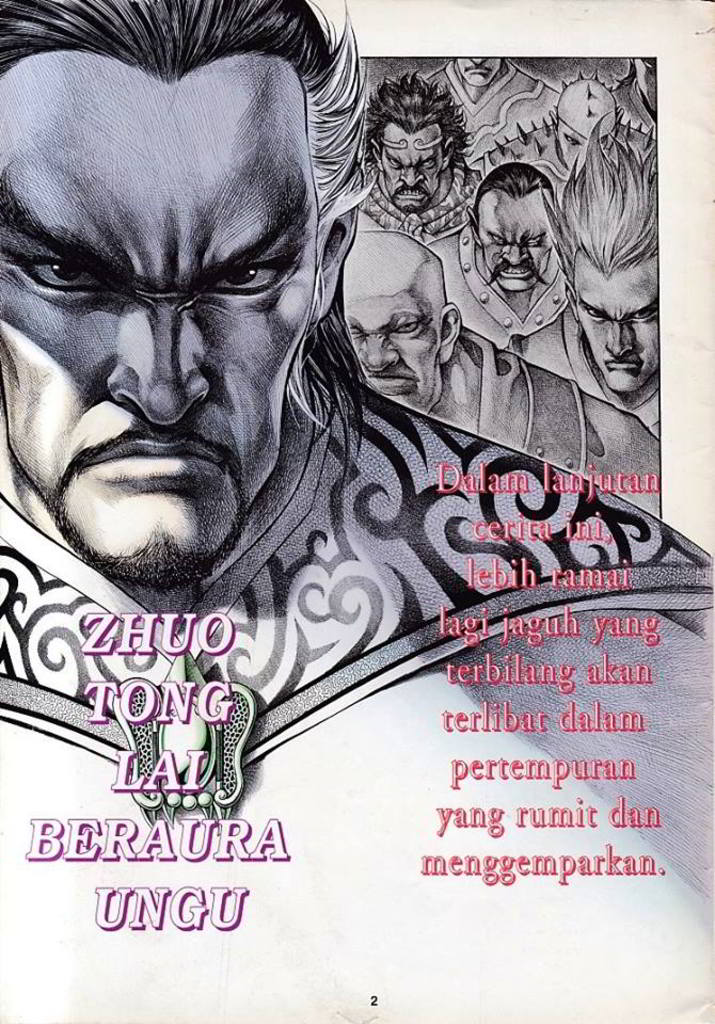 Dalam lanjutan
cerita ini,
lebih ramai
lagi jaguh yang
terbilang akan
terlibat dalam
pertempuran
yang rumit dan
menggemparkan.
ZHUO
TONG
LAI
BERAURA
UNGU
2